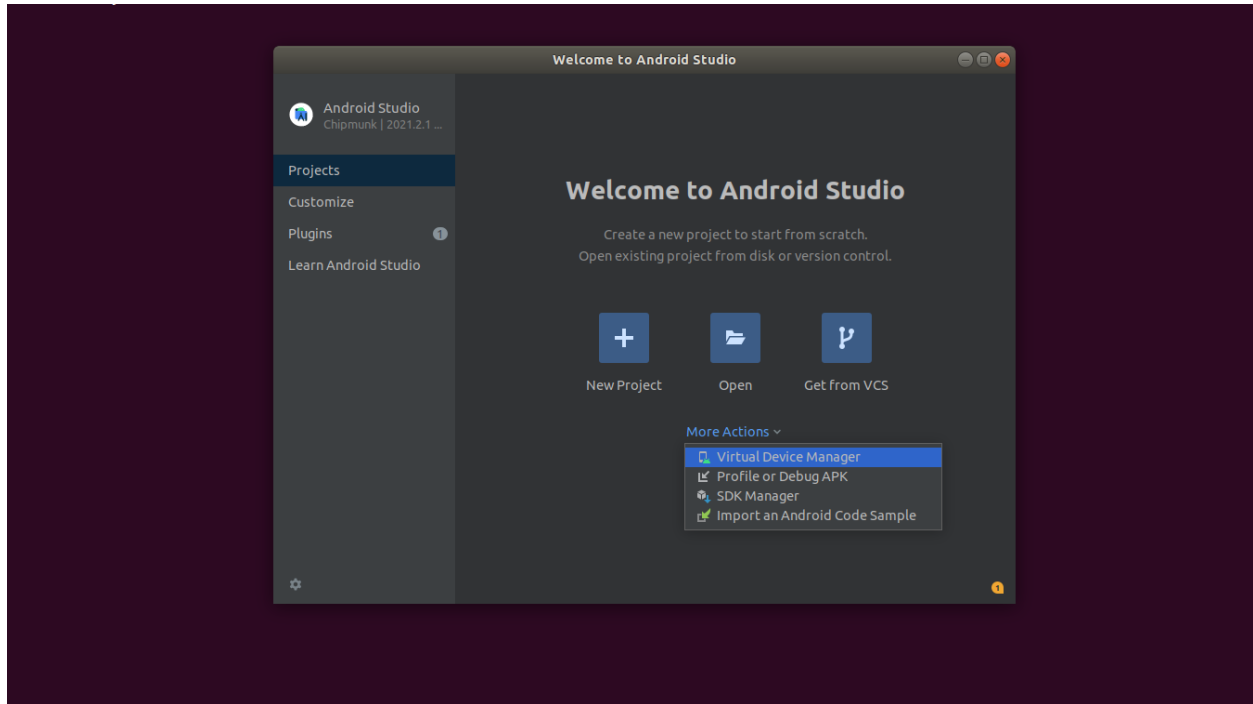 Welcome to Android Studio
Android Studio
Chipmunk | 2021.2.1 ...
Projects
Customize
Plugins 1
Learn Android Studio
Welcome to Android Studio
Create a new project to start from scratch.
Open existing project from disk or version control.
New Project Open Get from VCS
More Actions
Virtual Device Manager
Profile or Debug APK
SDK Manager
Import an Android Code Sample
1